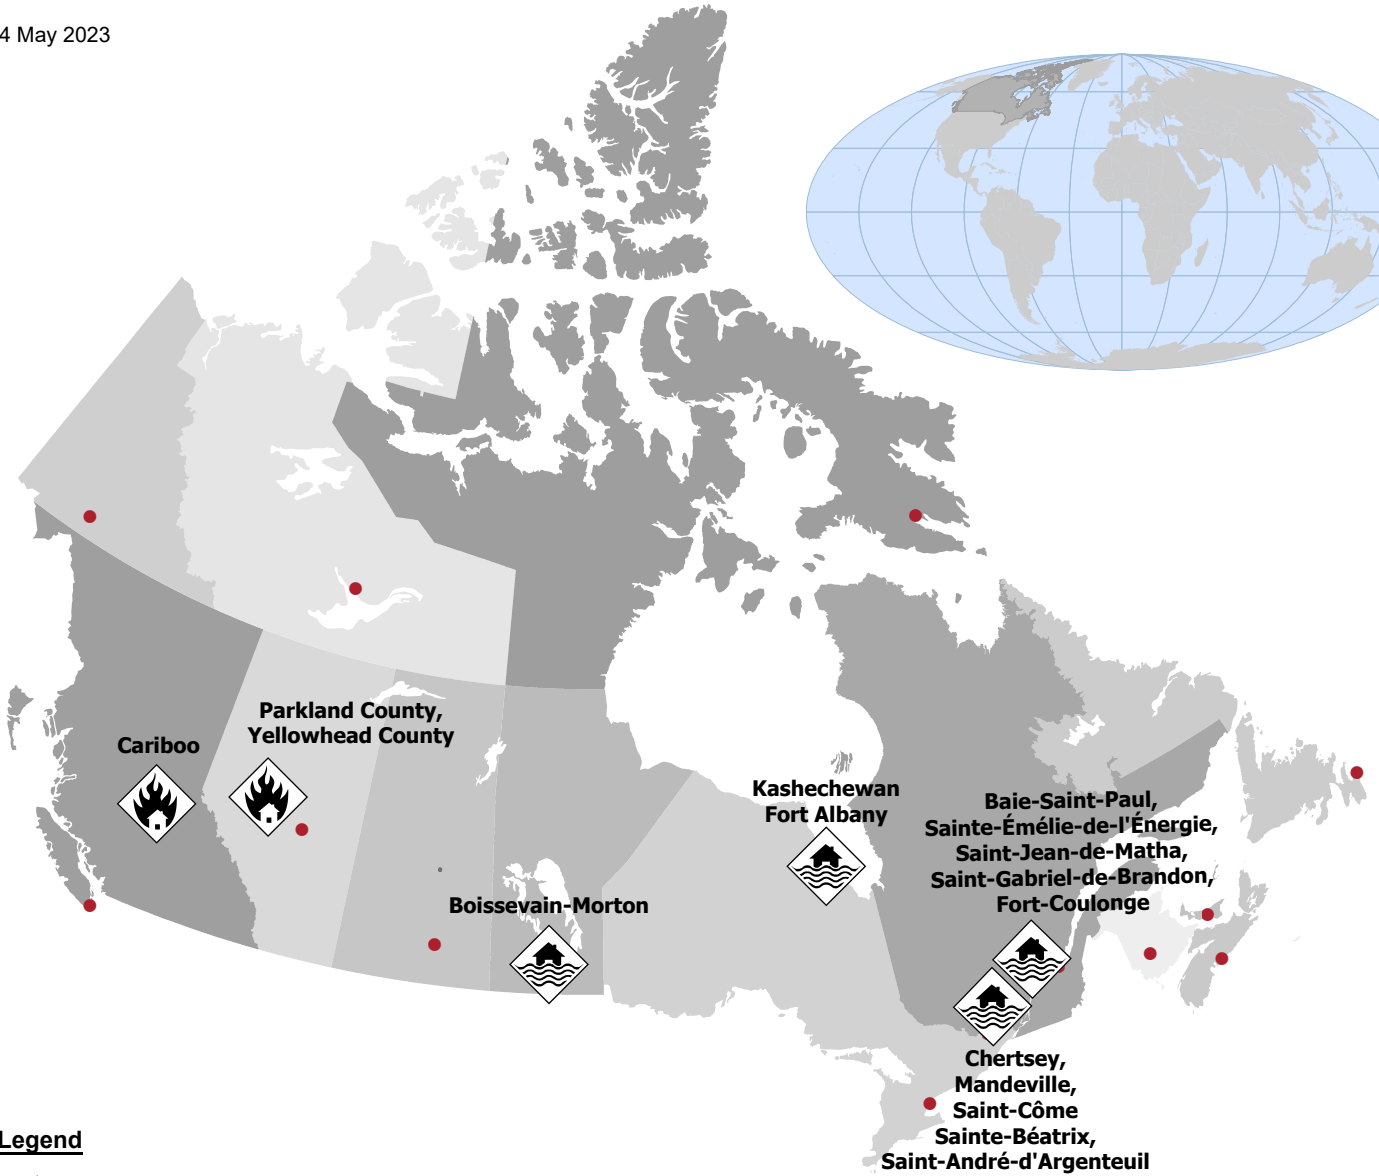 4 May 2023
Parkland County,
Yellowhead County
Cariboo
Kashechewan
Fort Albany
Baie-Saint-Paul,
Sainte-Émélie-de-l'Énergie,
Saint-Jean-de-Matha,
Saint-Gabriel-de-Brandon,
Fort-Coulonge
Boissevain-Morton
Chertsey,
Mandeville,
Saint-Côme
Sainte-Béatrix,
Saint-André-d'Argenteuil
Legend